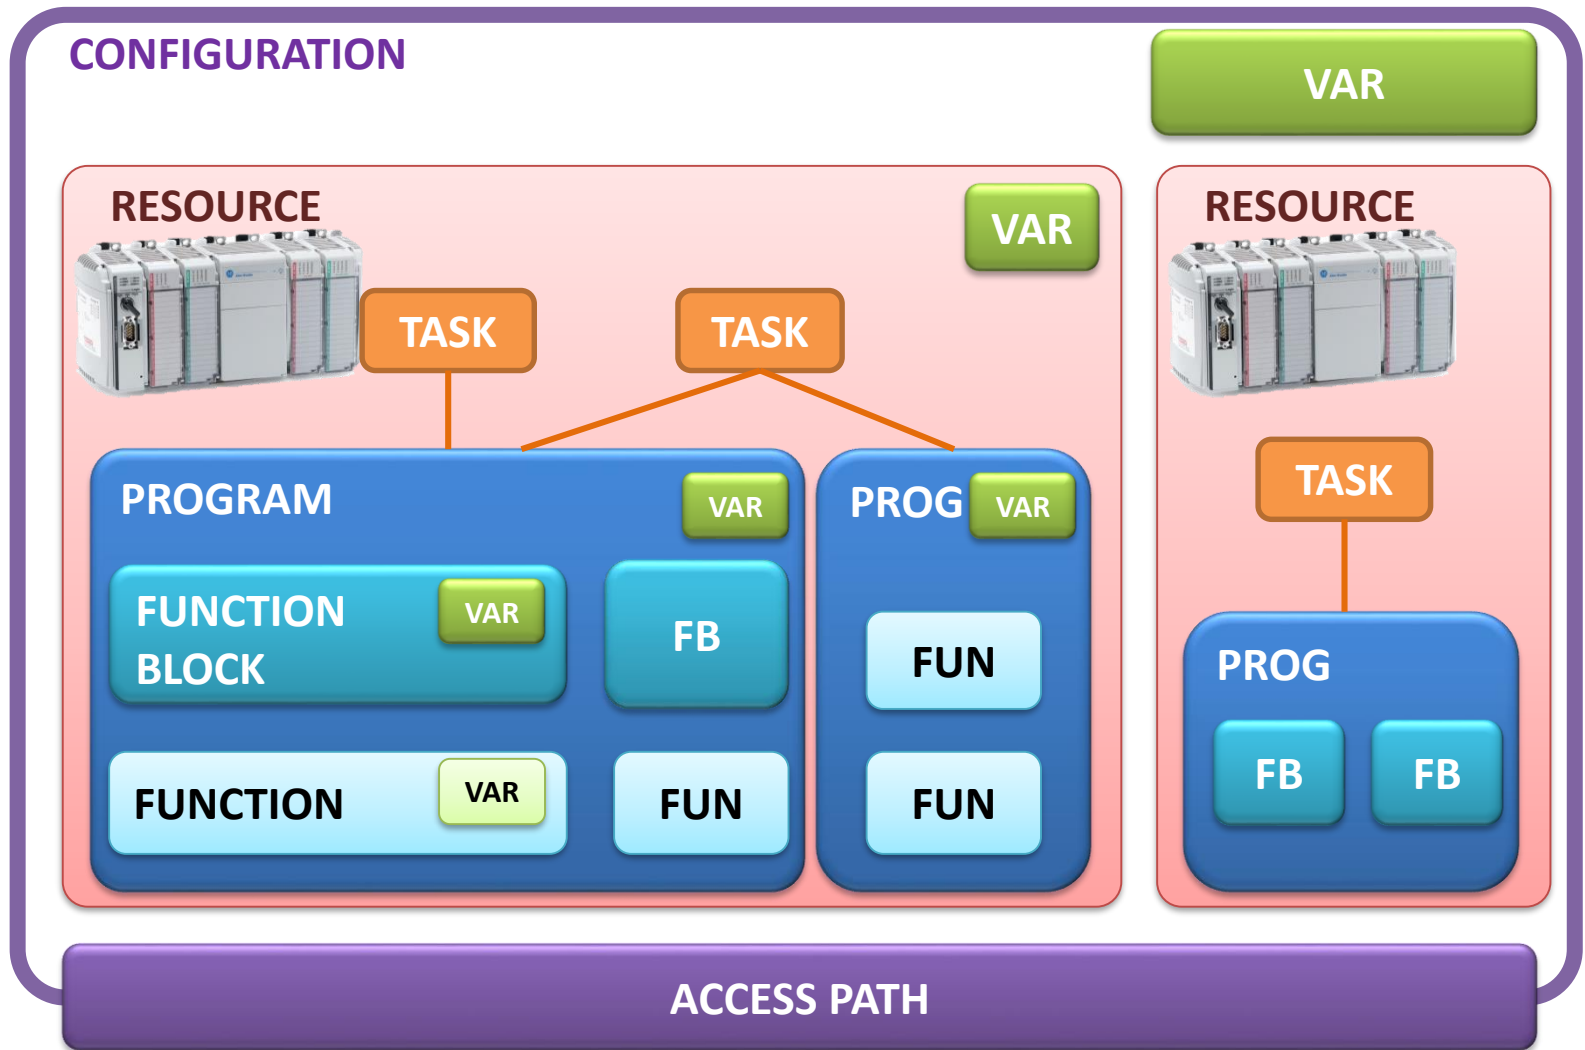 CONFIGURATION
VAR
RESOURCE
VAR
TASK
TASK
PROGRAM
VAR
FUNCTION
BLOCK
VAR
FB
FUNCTION
VAR
FUN
PROG
VAR
FUN
FUN
RESOURCE
TASK
PROG
FB
FB
ACCESS PATH